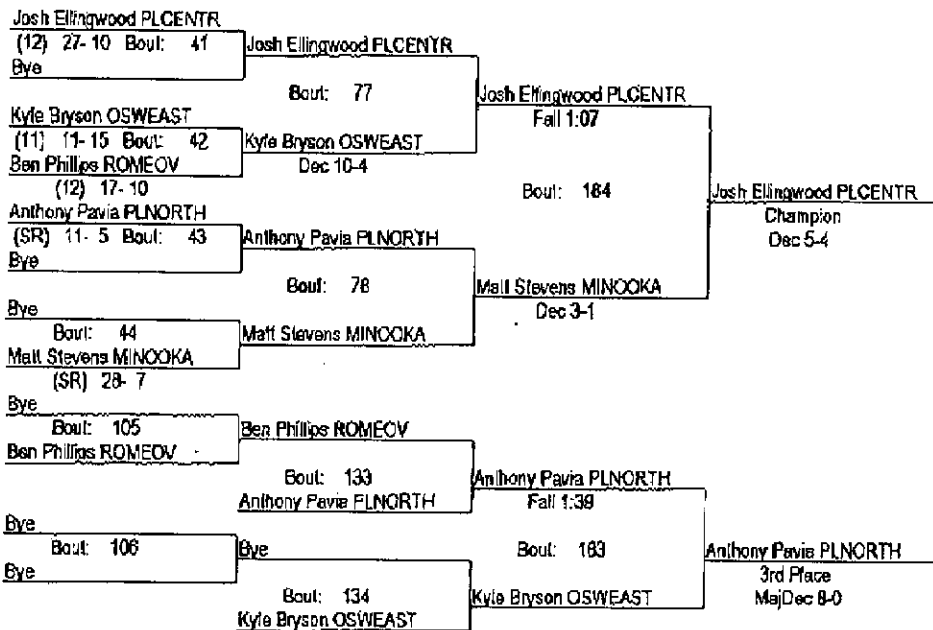 Josh Ellingwood PLCENTR
(12) 27-10 Bout: 41
Bye
Josh Ellingwood PLCENTR
Bout: 77
Kyle Bryson OSWEAST
(11) 11-15 Bout: 42
Ben Phillips ROMEOV
(12) 17-10
Kyle Bryson OSWEAST
Dec 10-4
Josh Ellingwood PLCENTR
Fall 1:07
Bout: 184
Anthony Pavia PLNORTH
(SR) 11-5 Bout: 43
Bye
Anthony Pavia PLNORTH
Bout: 78
Bye
Bout: 44
Matt Stevens MINOOKA
(SR) 28-7
Matt Stevens MINOOKA
Matt Stevens MINOOKA
Dec 3-1
Josh Ellingwood PLCENTR
Champion
Dec 5-4
Bye
Bout: 105
Ben Phillips ROMEOV
Ben Phillips ROMEOV
Bout: 133
Anthony Pavia PLNORTH
Anthony Pavia PLNORTH
Fall 1:39
Bout: 183
Bye
Bout: 106
Bye
Bye
Bout: 134
Kyle Bryson OSWEAST
Kyle Bryson OSWEAST
Anthony Pavia PLNORTH
3rd Place
MajDec 8-0